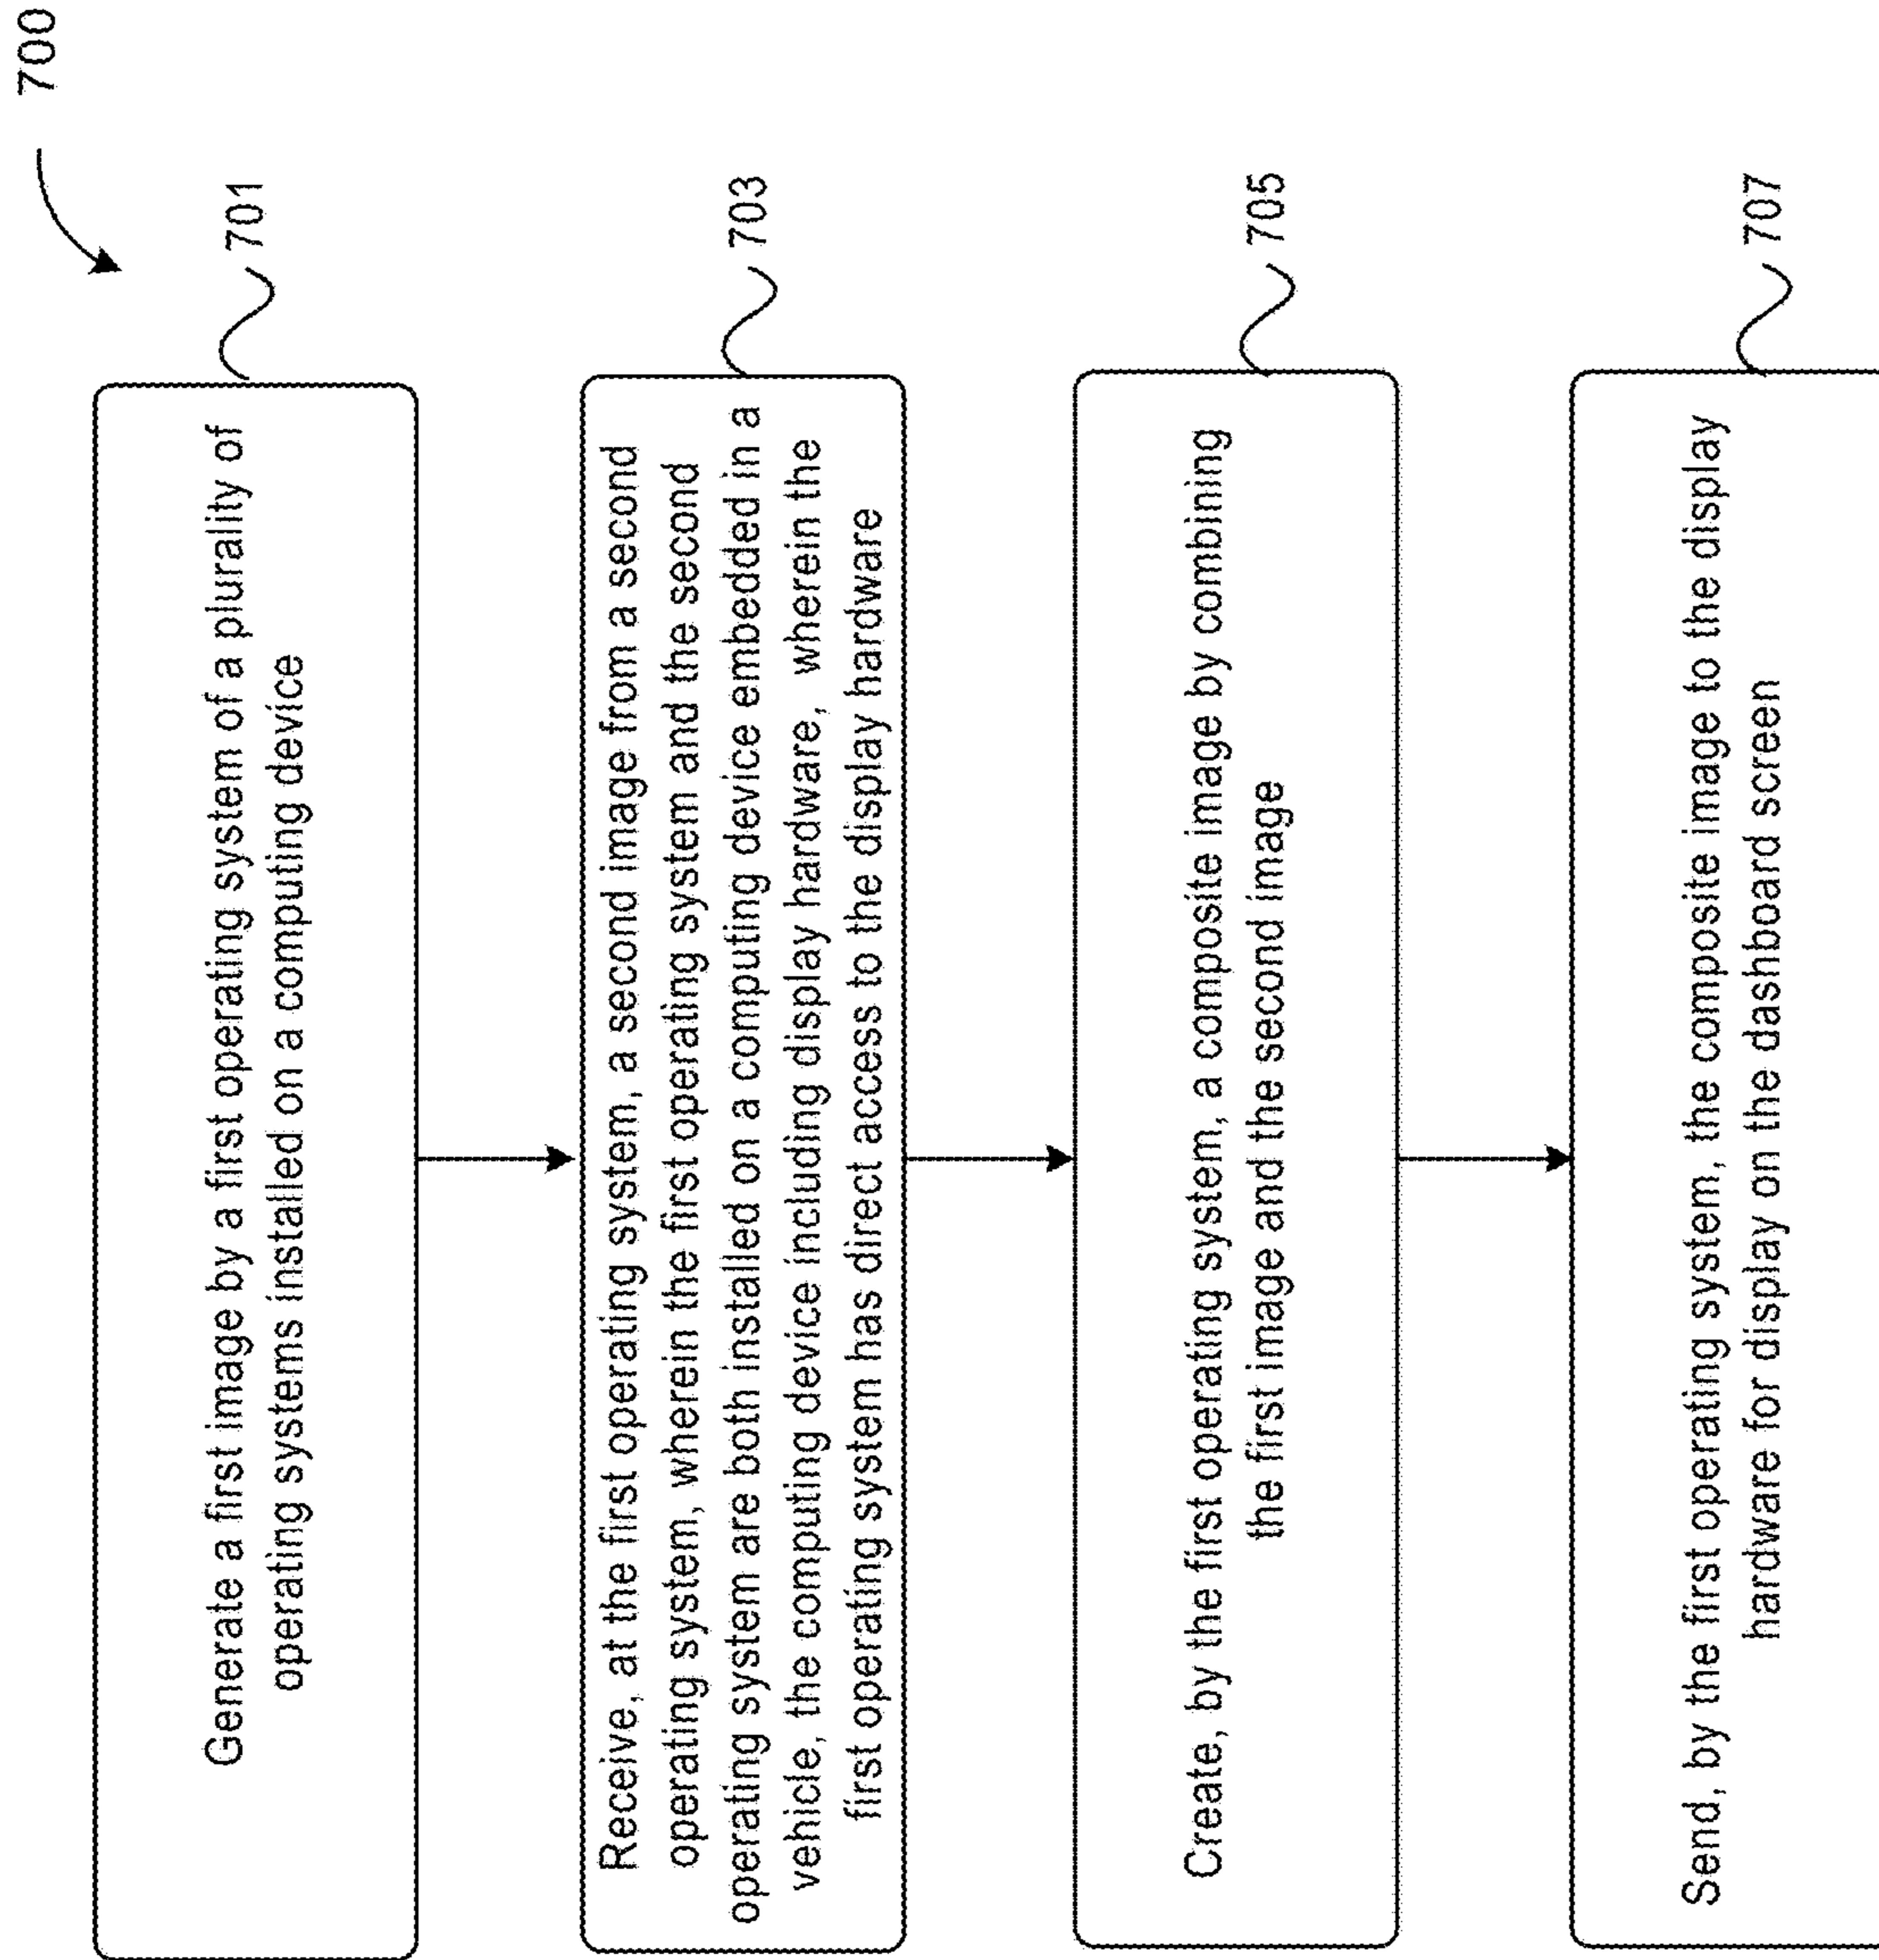 700
Generate a first image by a first operating system of a plurality of
operating systems installed on a computing device
701
Receive, at the first operating system, a second image from a second
operating system, wherein the first operating system and the second
operating system are both installed on a computing device embedded in a
vehicle, the computing device including display hardware, wherein the
first operating system has direct access to the display hardware
703
Create, by the first operating system, a composite image by combining
the first image and the second image
705
Send, by the first operating system, the composite image to the display
hardware for display on the dashboard screen
707